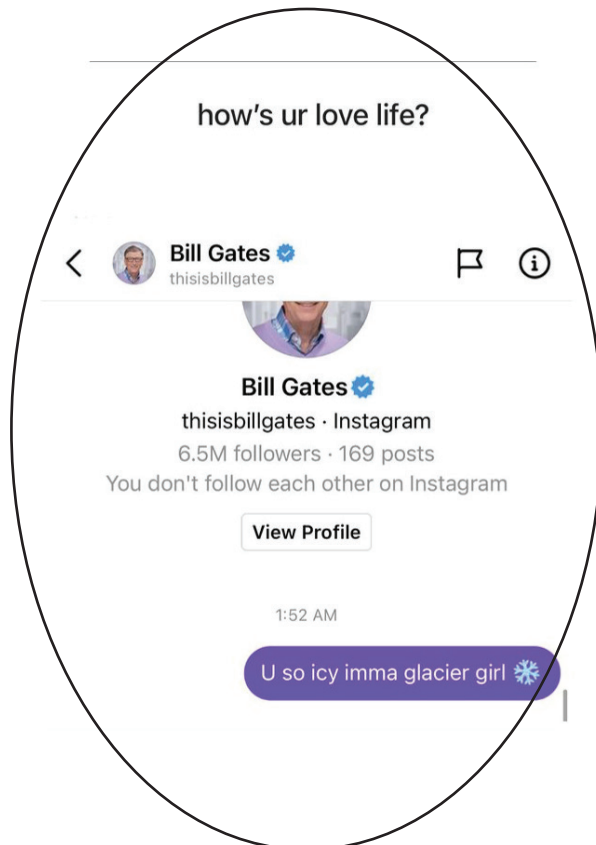 how's ur love life?
Bill Gates
thisisbillgates
Bill Gates
thisisbillgates · Instagram
6.5M followers · 169 posts
You don't follow each other on Instagram
View Profile
1:52 AM
U so icy imma glacier girl ❄️